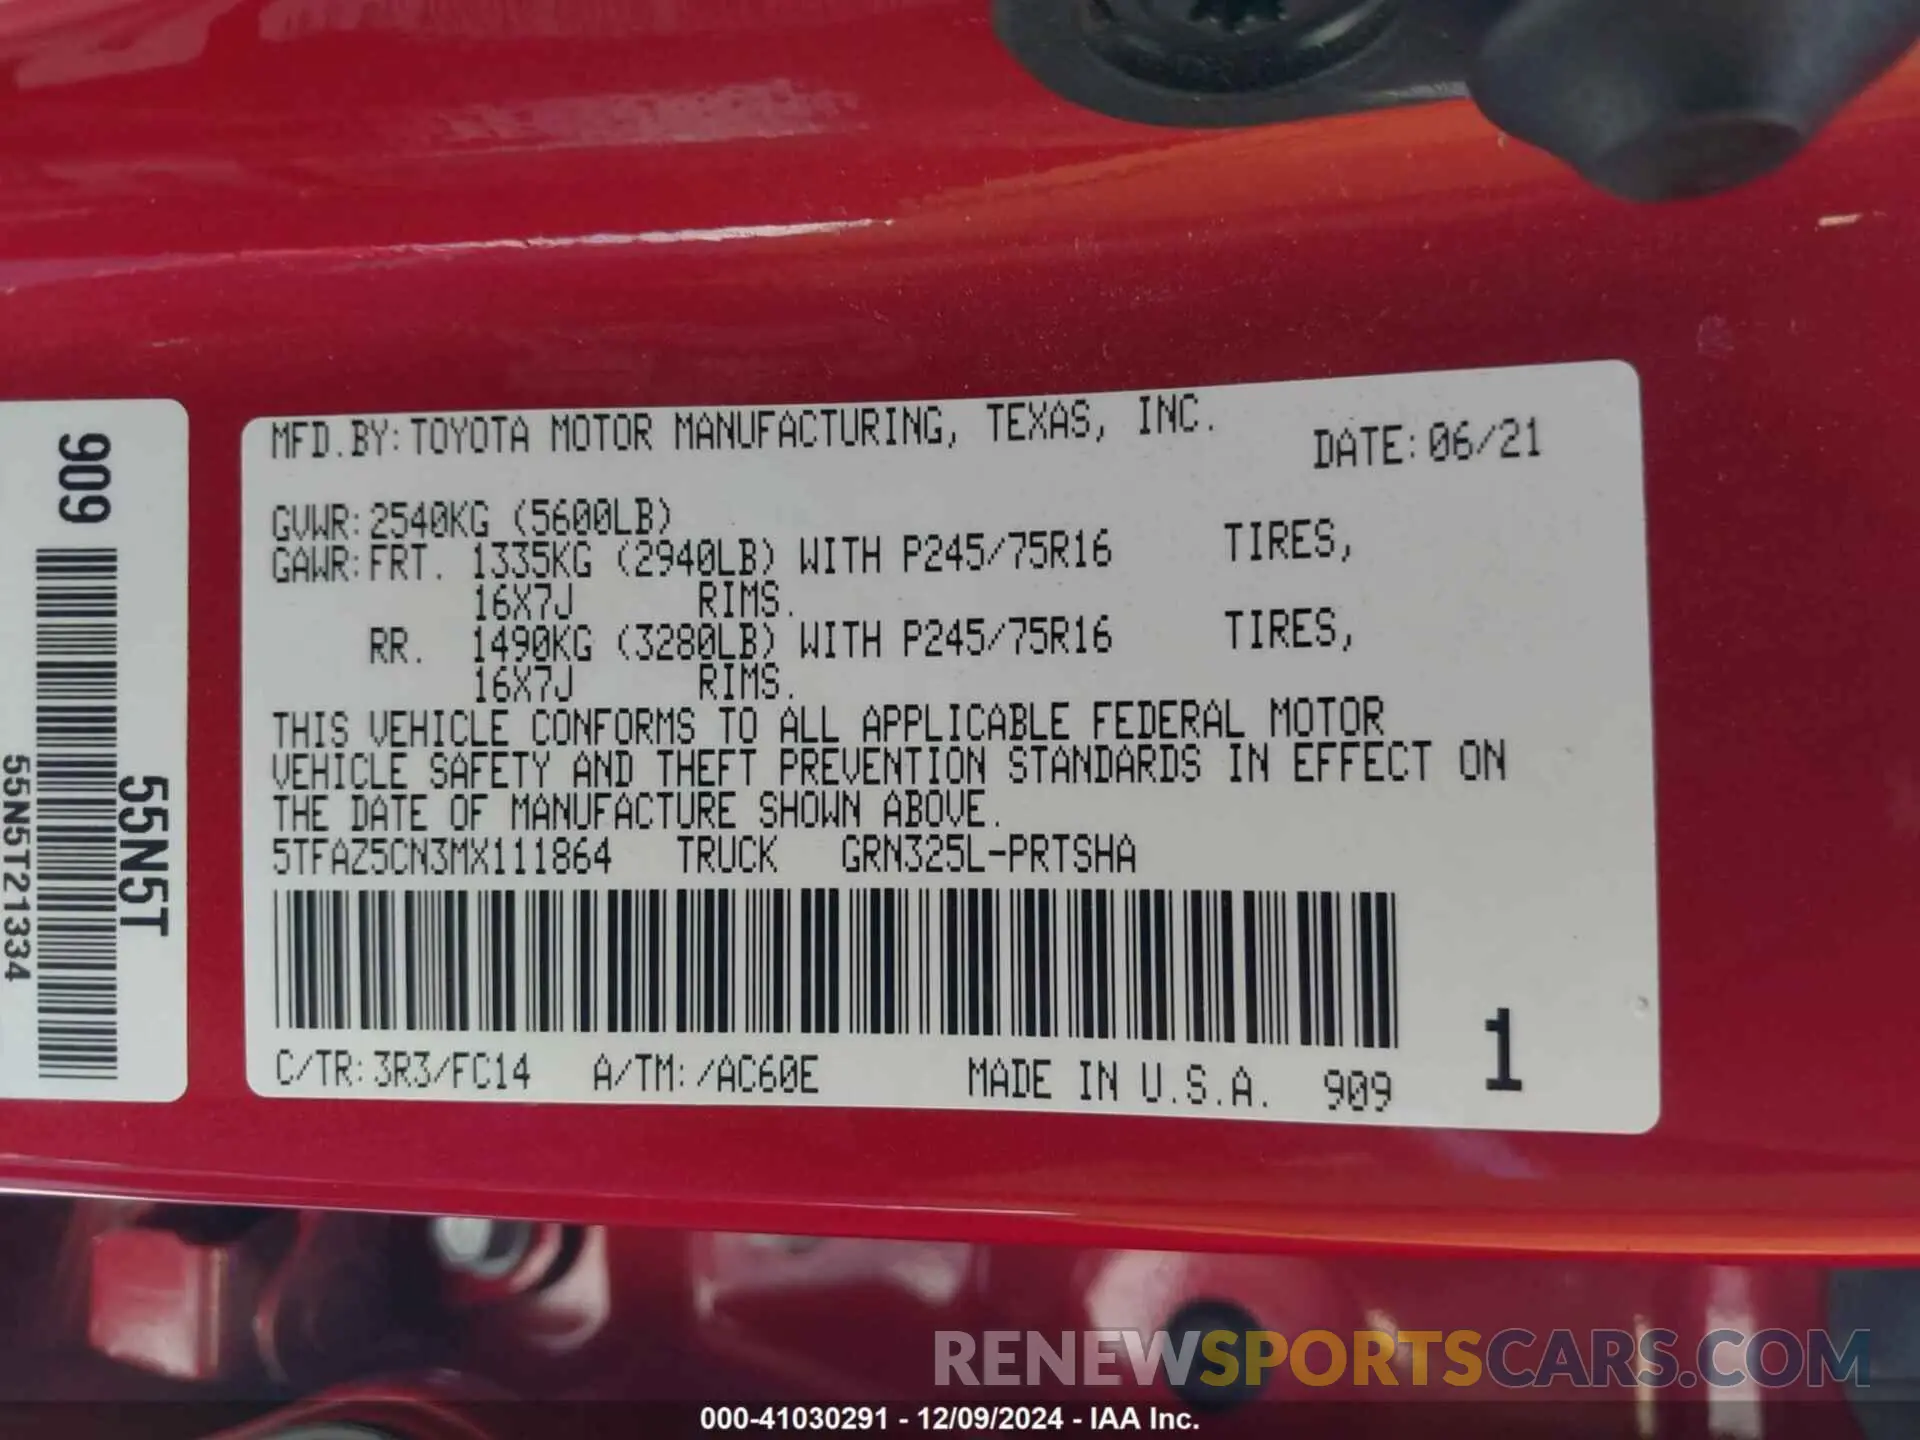 909
55N5T
55N5T21334
MFD.BY:TOYOTA MOTOR MANUFACTURING, TEXAS, INC. DATE:06/21
GVWR:2540KG (5600LB)
GAWR:FRT. 1335KG (2940LB) WITH P245/75R16 TIRES,
16X7J RIMS.
RR. 1490KG (3280LB) WITH P245/75R16 TIRES,
16X7J RIMS.
THIS VEHICLE CONFORMS TO ALL APPLICABLE FEDERAL MOTOR
VEHICLE SAFETY AND THEFT PREVENTION STANDARDS IN EFFECT ON
THE DATE OF MANUFACTURE SHOWN ABOVE.
5TFAZ5CN3MX111864 TRUCK GRN325L-PRTSHA
C/TR:3R3/FC14 A/TM:/AC60E MADE IN U.S.A. 909 1
RENEWSPORTSCARS.COM
000-41030291 - 12/09/2024 - IAA Inc.